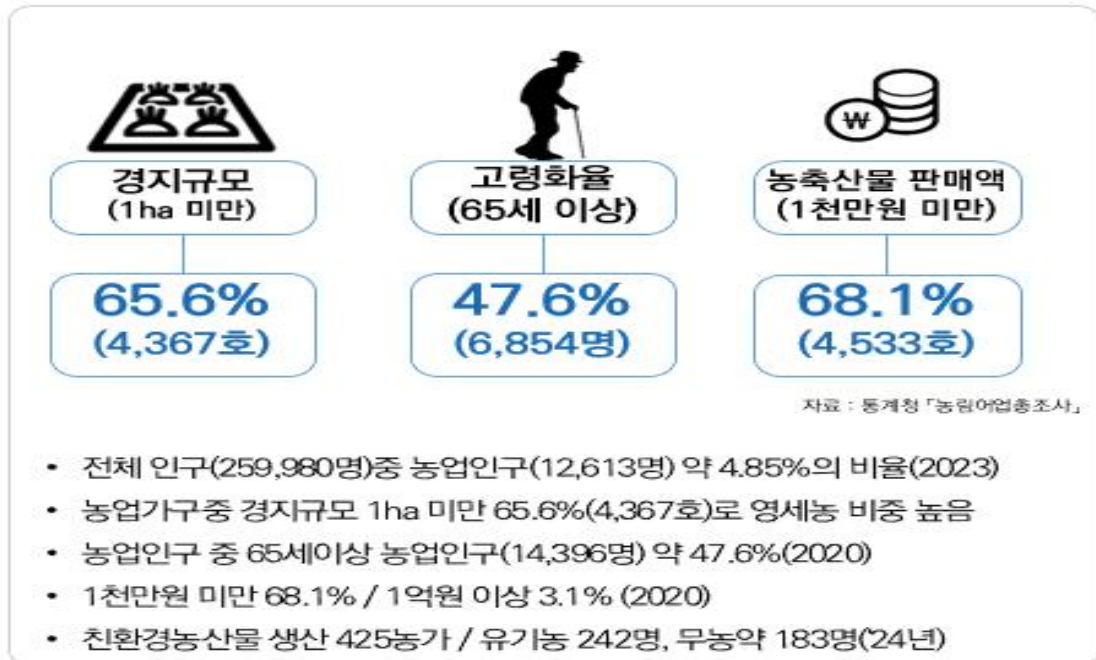 경지규모
(1ha 미만)
고령화율
(65세 이상)
농축산물 판매액
(1천만원 미만)
₩
65.6%
(4,367호)
47.6%
(6,854명)
68.1%
(4,533호)
자료 : 통계청 「농림어업총조사」
• 전체 인구(259,980명)중 농업인구(12,613명) 약 4.85%의 비율(2023)
• 농업가구중 경지규모 1ha 미만 65.6%(4,367호)로 영세농 비중 높음
• 농업인구 중 65세이상 농업인구(14,396명) 약 47.6%(2020)
• 1천만원 미만 68.1% / 1억원 이상 3.1% (2020)
• 친환경농산물 생산 425농가 / 유기농 242명, 무농약 183명('24년)